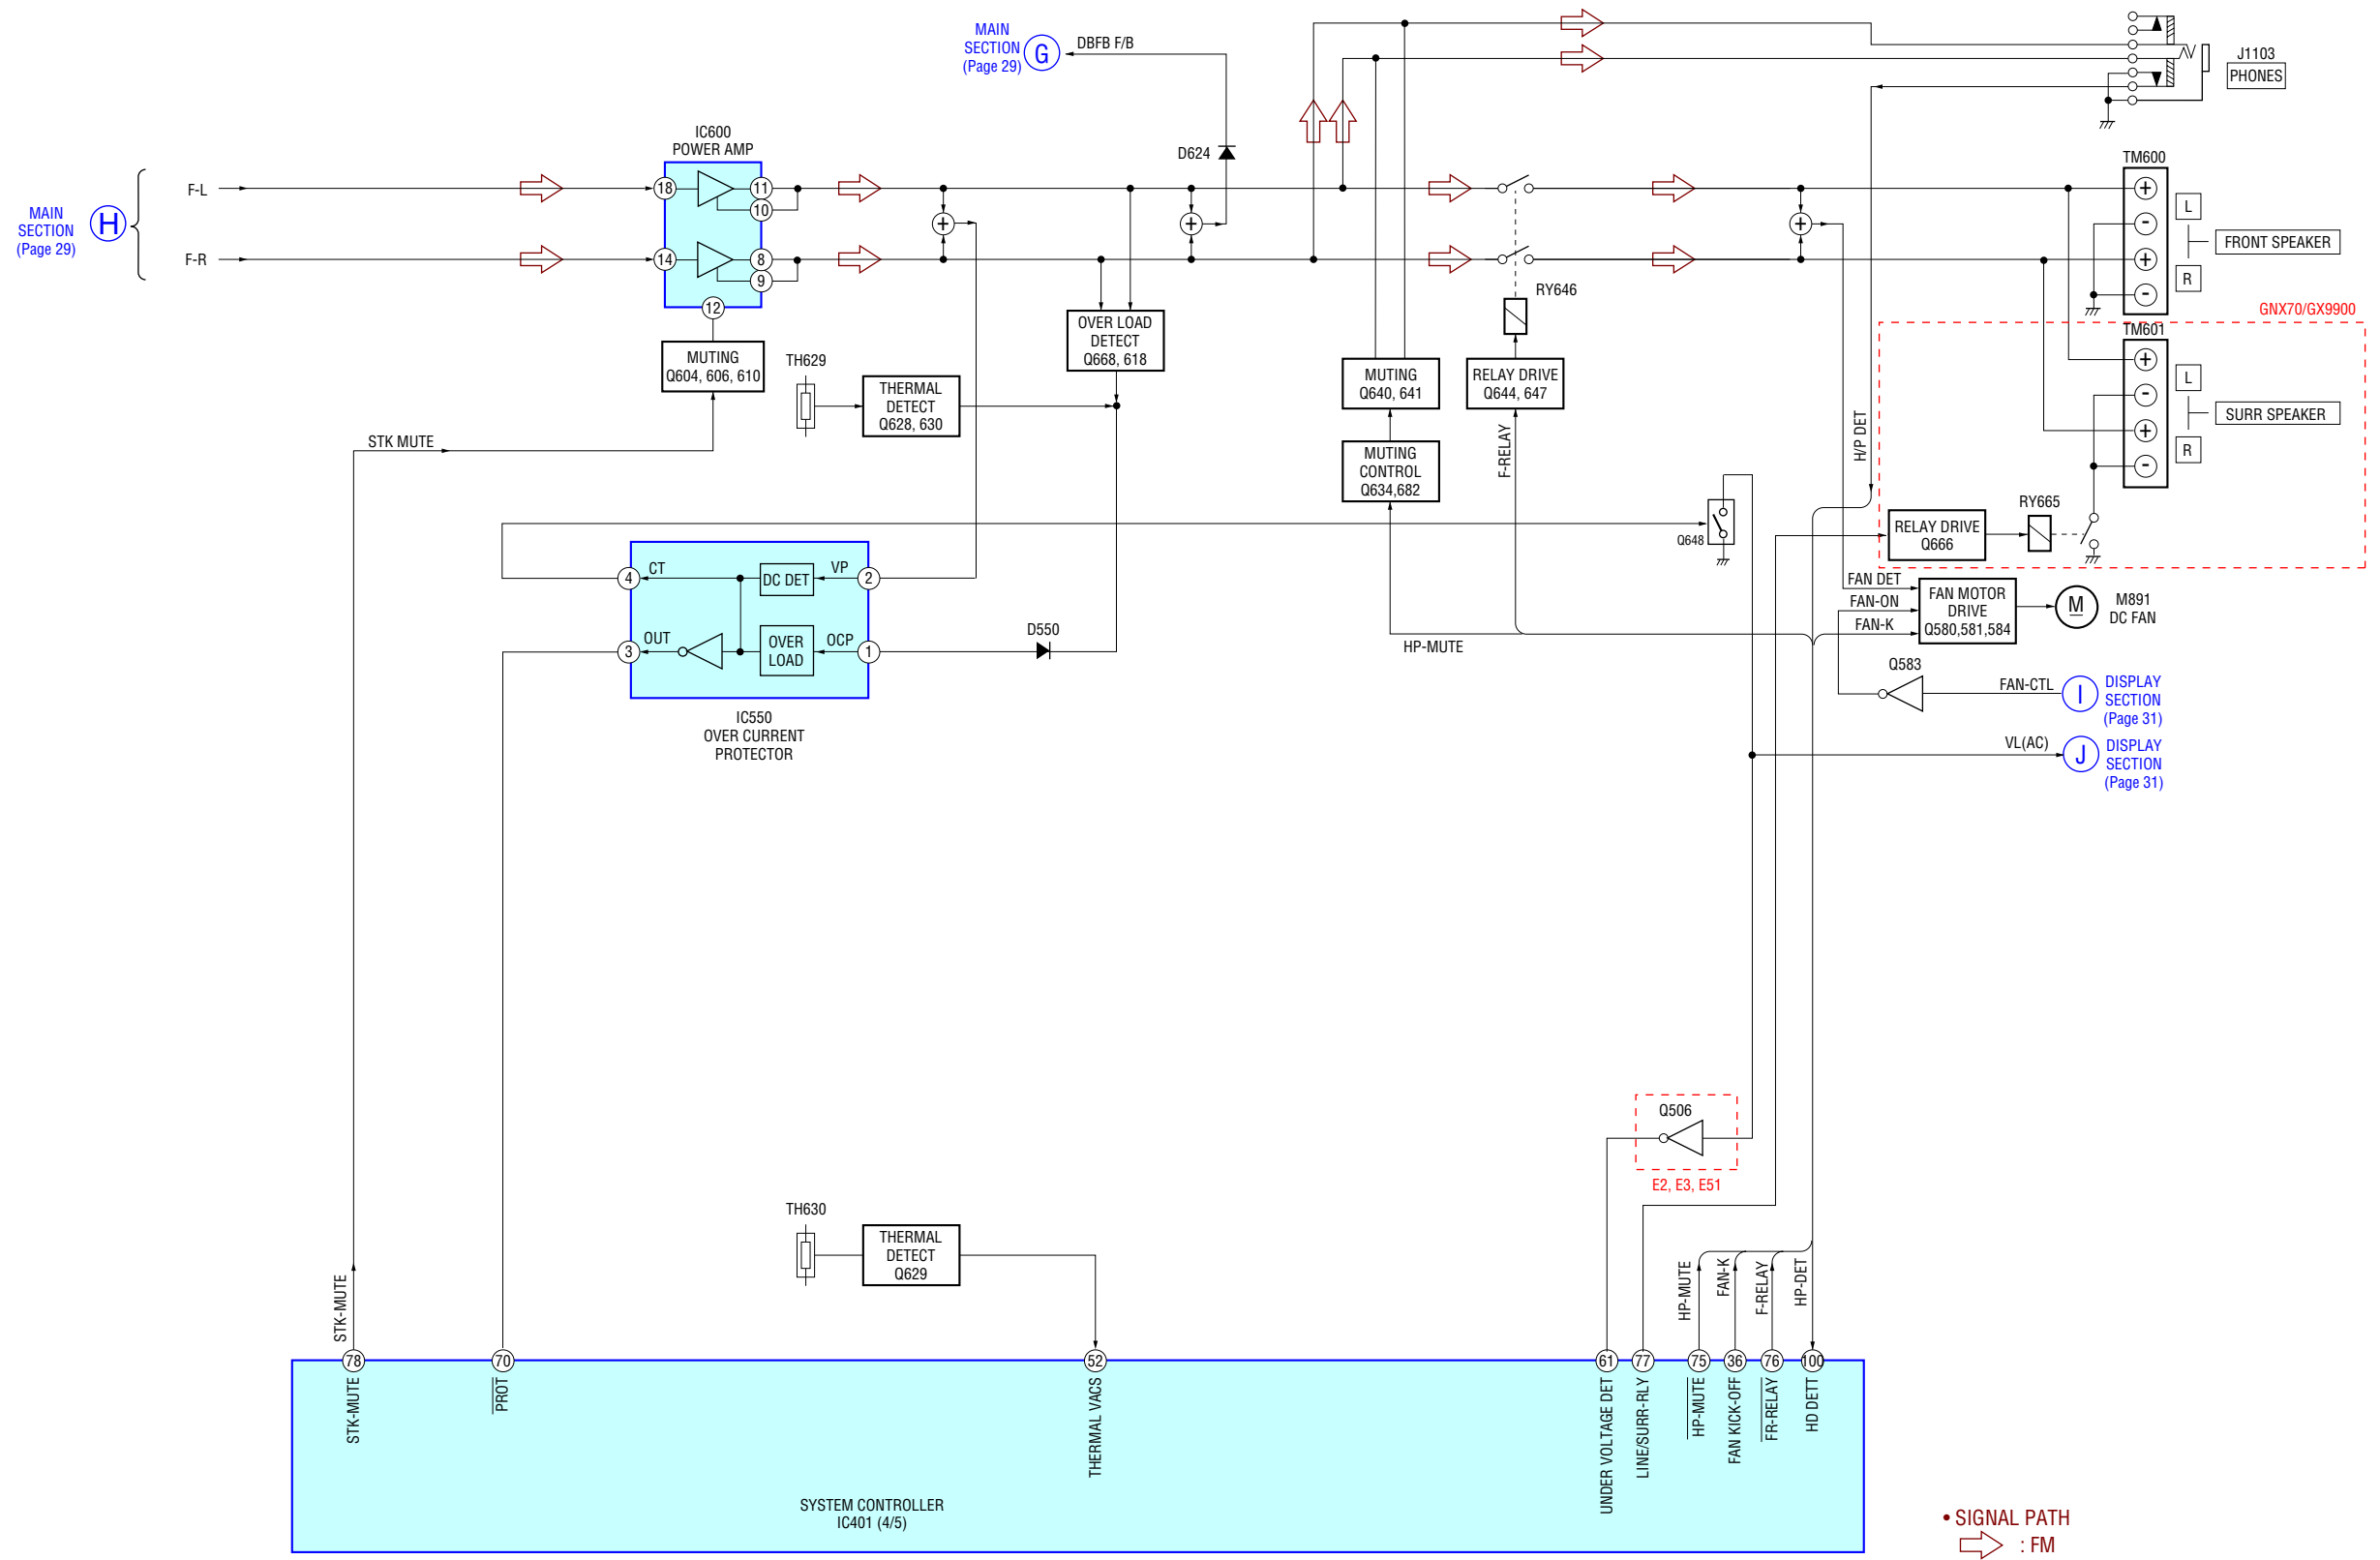 MAIN
SECTION
(Page 29)
G
DBFB F/B
J1103
PHONES
IC600
POWER AMP
D624
TM600
MAIN
SECTION
(Page 29)
H
F-L
F-R
18
11
10
14
8
9
12
+
+
+
+
-
+
-
L
R
FRONT SPEAKER
RY646
GNX70/GX9900
TM601
+
-
+
-
L
R
SURR SPEAKER
OVER LOAD
DETECT
Q668, 618
MUTING
Q604, 606, 610
TH629
THERMAL
DETECT
Q628, 630
MUTING
Q640, 641
RELAY DRIVE
Q644, 647
STK MUTE
MUTING
CONTROL
Q634,682
F-RELAY
H/P DET
Q648
RELAY DRIVE
Q666
RY665
4
CT
DC DET
VP
2
3
OUT
OVER
LOAD
OCP
1
D550
IC550
OVER CURRENT
PROTECTOR
HP-MUTE
FAN DET
FAN-ON
FAN-K
FAN MOTOR
DRIVE
Q580,581,584
M
M891
DC FAN
Q583
FAN-CTL
I
DISPLAY
SECTION
(Page 31)
VL(AC)
J
DISPLAY
SECTION
(Page 31)
Q506
E2, E3, E51
TH630
THERMAL
DETECT
Q629
STK-MUTE
HP-MUTE
FAN-K
F-RELAY
HP-DET
78
70
52
61
77
75
36
76
100
STK-MUTE
PROT
THERMAL VACS
UNDER VOLTAGE DET
LINE/SURR-RLY
HP-MUTE
FAN KICK-OFF
FR-RELAY
HD DETT
SYSTEM CONTROLLER
IC401 (4/5)
• SIGNAL PATH
: FM